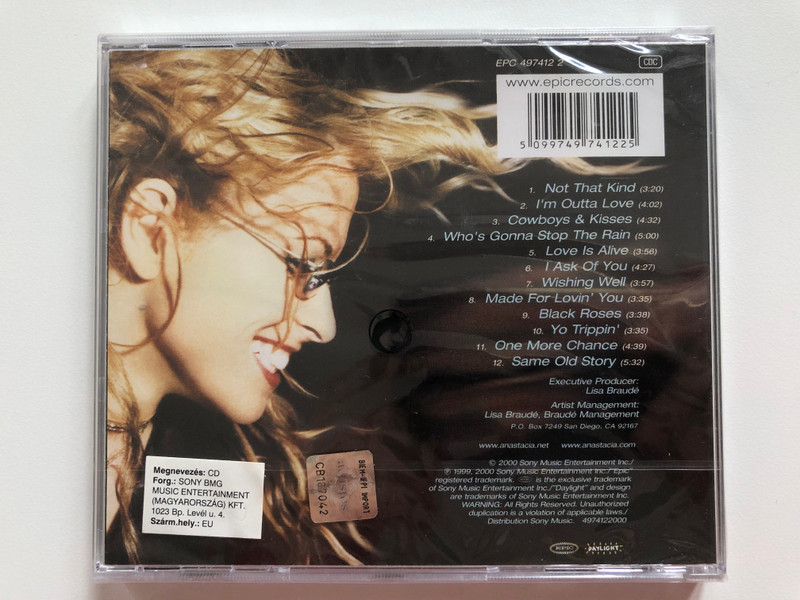 EPC 497412 2
CDC
www.epicrecords.com
5 099749 741225
1. Not That Kind (3:20)
2. I'm Outta Love (4:02)
3. Cowboys & Kisses (4:32)
4. Who's Gonna Stop The Rain (5:00)
5. Love Is Alive (3:56)
6. I Ask Of You (4:27)
7. Wishing Well (3:57)
8. Made For Lovin' You (3:35)
9. Black Roses (3:38)
10. Yo Trippin' (3:35)
11. One More Chance (4:39)
12. Same Old Story (5:32)
Executive Producer:
Lisa Braudé
Artist Management:
Lisa Braudé, Braudé Management
P.O. Box 7249 San Diego, CA 92167
www.anastacia.net www.anastacia.com
© 2000 Sony Music Entertainment Inc./
℗ 1999, 2000 Sony Music Entertainment Inc./"Epic"
registered trademark. is the exclusive trademark
of Sony Music Entertainment Inc./"Daylight" and design
are trademarks of Sony Music Entertainment Inc.
WARNING: All Rights Reserved. Unauthorized
duplication is a violation of applicable laws./
Distribution Sony Music. 4974122000
epic
DAYLIGHT
Megnevezés: CD
Forg.: SONY BMG
MUSIC ENTERTAINMENT
(MAGYARORSZÁG) KFT.
1023 Bp. Levél u. 4.
Szárm.hely.: EU